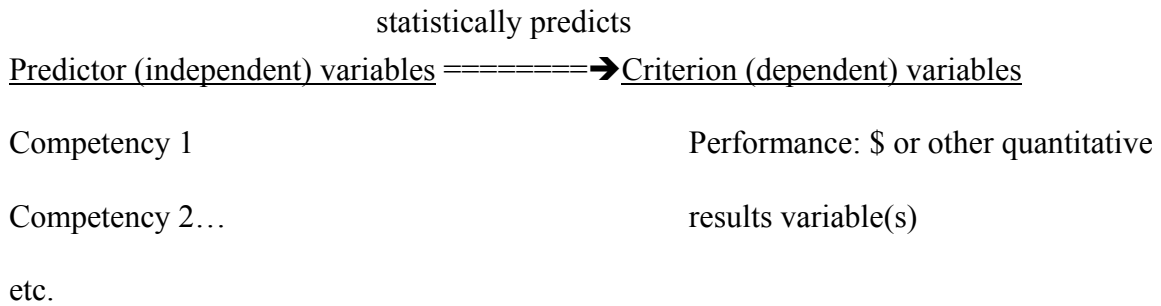 statistically predicts
Predictor (independent) variables ========➔Criterion (dependent) variables
Competency 1 Performance: $ or other quantitative
Competency 2… results variable(s)
etc.